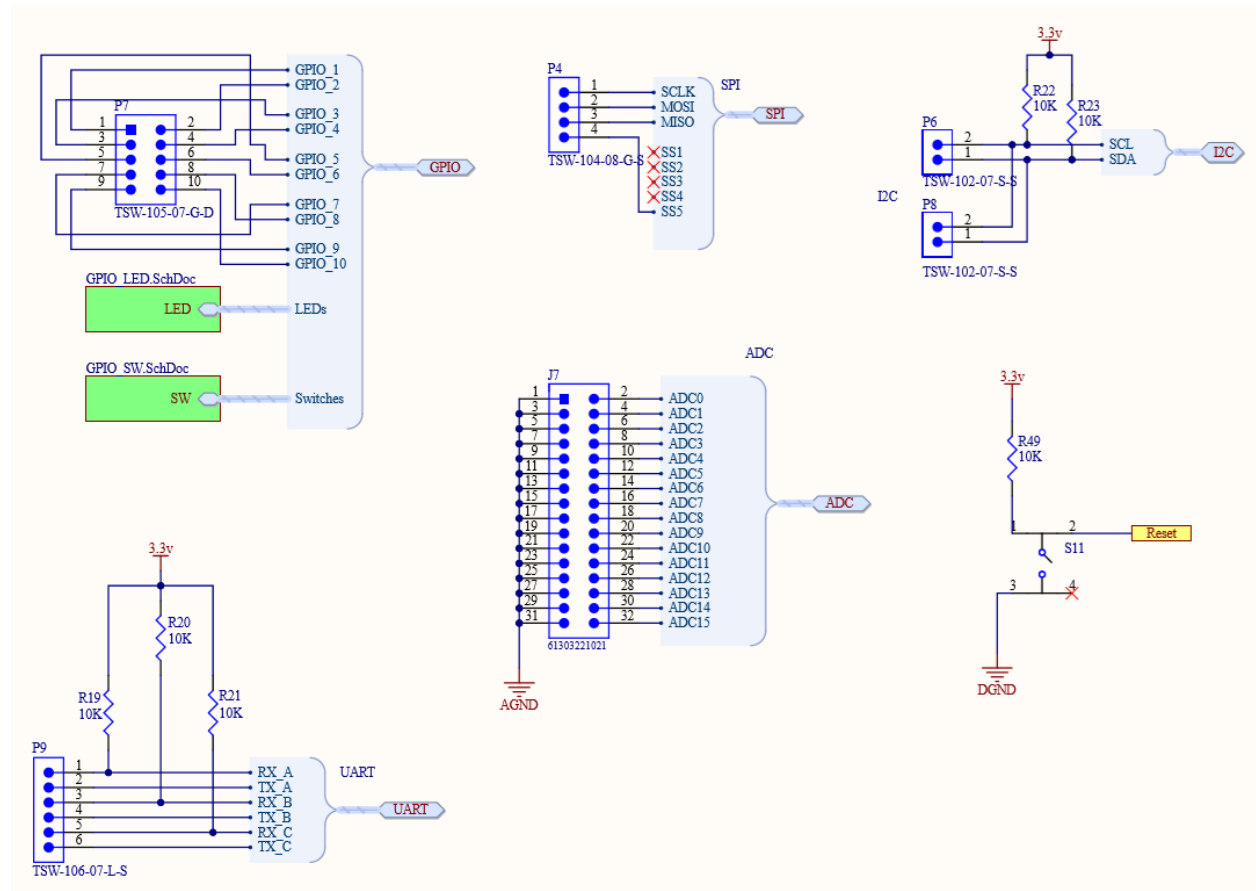 GPIO_1
GPIO_2
GPIO_3
GPIO_4
GPIO_5
GPIO_6
GPIO_7
GPIO_8
GPIO_9
GPIO_10
LEDs
Switches
GPIO
P7
1 2
3 4
5 6
7 8
9 10
TSW-105-07-G-D
GPIO_LED.SchDoc
LED
GPIO_SW.SchDoc
SW
P4
1
2
3
4
TSW-104-08-G-S
SPI
SCLK
MOSI
MISO
SS1
SS2
SS3
SS4
SS5
SPI
3.3v
R22
10K
R23
10K
P6
2
1
TSW-102-07-S-S
SCL
SDA
I2C
I2C
P8
2
1
TSW-102-07-S-S
ADC
J7
1 2 ADC0
3 4 ADC1
5 6 ADC2
7 8 ADC3
9 10 ADC4
11 12 ADC5
13 14 ADC6
15 16 ADC7
17 18 ADC8
19 20 ADC9
21 22 ADC10
23 24 ADC11
25 26 ADC12
27 28 ADC13
29 30 ADC14
31 32 ADC15
61303221021
ADC
AGND
3.3v
R49
10K
1 2
S11
3 4
Reset
DGND
3.3v
R20
10K
R19
10K
R21
10K
P9
1 RX_A
2 TX_A
3 RX_B
4 TX_B
5 RX_C
6 TX_C
TSW-106-07-L-S
UART
UART